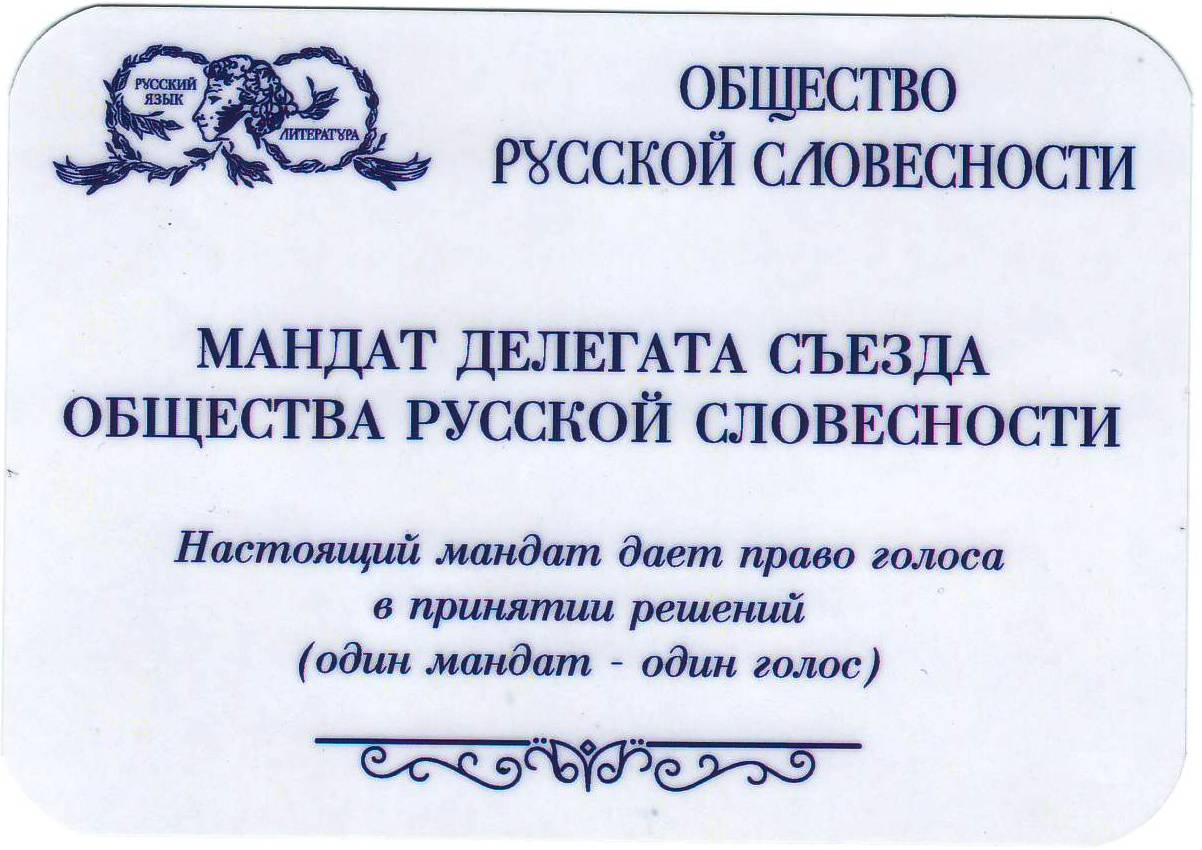 РУССКИЙ
ЯЗЫК
ЛИТЕРАТУРА
ОБЩЕСТВО
РУССКОЙ СЛОВЕСНОСТИ
МАНДАТ ДЕЛЕГАТА СЪЕЗДА
ОБЩЕСТВА РУССКОЙ СЛОВЕСНОСТИ
Настоящий мандат дает право голоса
в принятии решений
(один мандат - один голос)